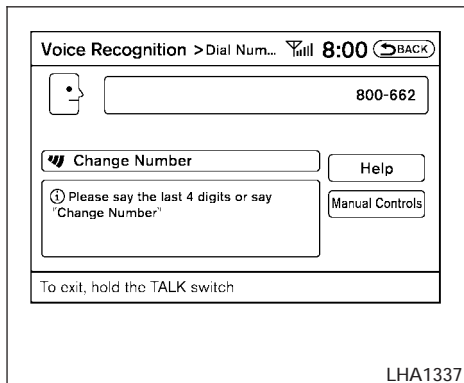 Voice Recognition >Dial Num... 8:00 BACK
800-662
Change Number
Help
ⓘ Please say the last 4 digits or say
"Change Number"
Manual Controls
To exit, hold the TALK switch
LHA1337